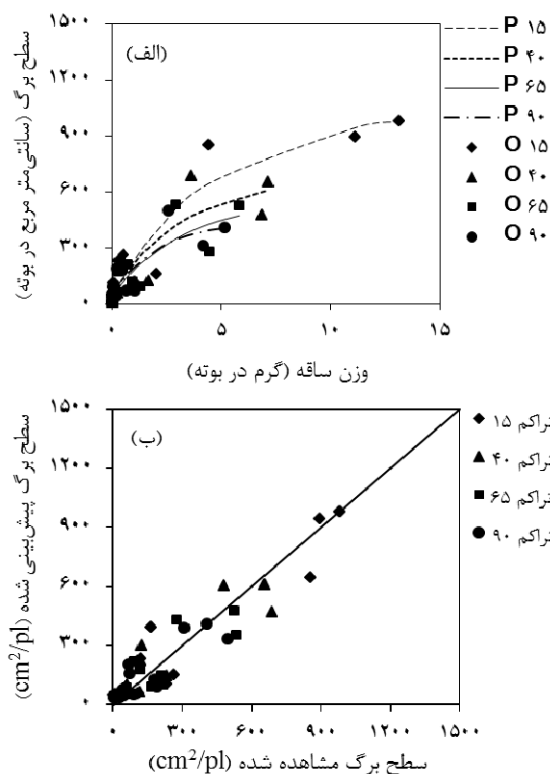 (الف)
سطح برگ (سانتی‌متر مربع در بوته)
۱۵۰۰
۱۲۰۰
۹۰۰
۶۰۰
۳۰۰
۰
۰ ۵ ۱۰ ۱۵
وزن ساقه (گرم در بوته)
P ۱۵
P ۴۰
P ۶۵
P ۹۰
O ۱۵
O ۴۰
O ۶۵
O ۹۰
(ب)
سطح برگ پیش‌بینی شده
(cm²/pl)
۱۵۰۰
۱۲۰۰
۹۰۰
۶۰۰
۳۰۰
۰
۰ ۳۰۰ ۶۰۰ ۹۰۰ ۱۲۰۰ ۱۵۰۰
سطح برگ مشاهده شده (cm²/pl)
تراکم ۱۵
تراکم ۴۰
تراکم ۶۵
تراکم ۹۰